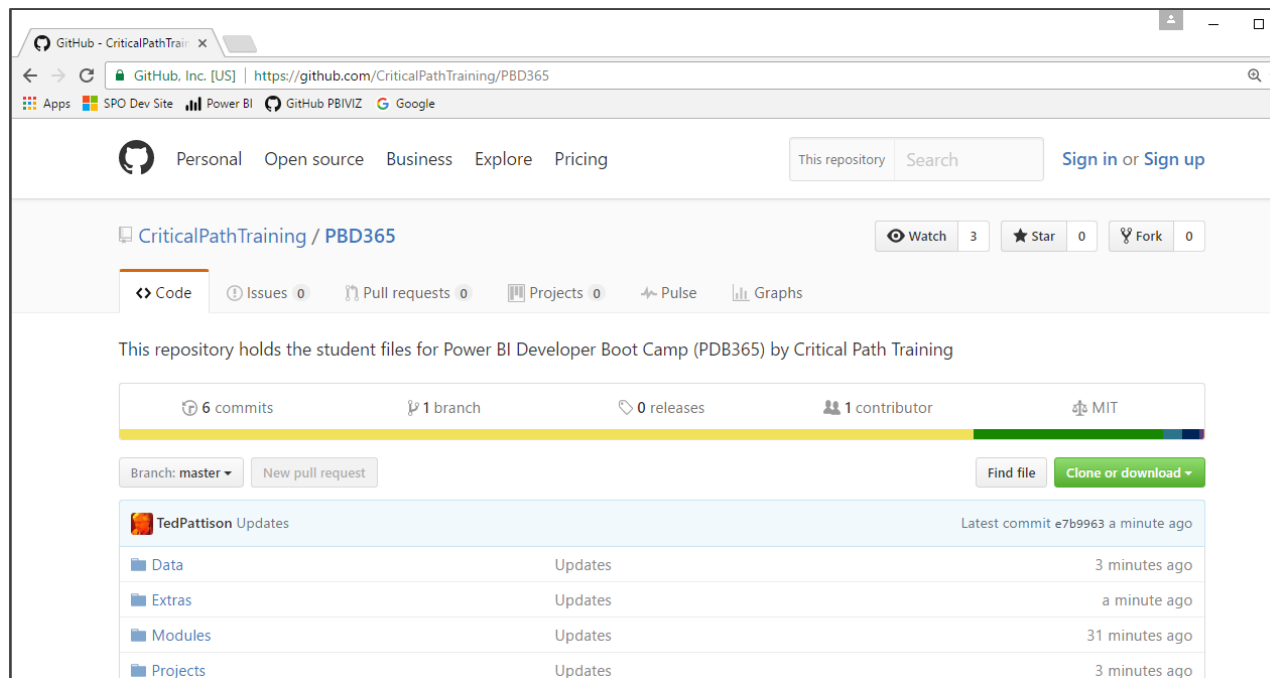 GitHub - CriticalPathTrain
GitHub, Inc. [US] | https://github.com/CriticalPathTraining/PBD365
Apps SPO Dev Site Power BI GitHub PBIVIZ Google
Personal Open source Business Explore Pricing This repository Search Sign in or Sign up
CriticalPathTraining / PBD365 Watch 3 Star 0 Fork 0
Code Issues 0 Pull requests 0 Projects 0 Pulse Graphs
This repository holds the student files for Power BI Developer Boot Camp (PDB365) by Critical Path Training
6 commits 1 branch 0 releases 1 contributor MIT
Branch: master New pull request Find file Clone or download
TedPattison Updates Latest commit e7b9963 a minute ago
Data Updates 3 minutes ago
Extras Updates a minute ago
Modules Updates 31 minutes ago
Projects Updates 3 minutes ago